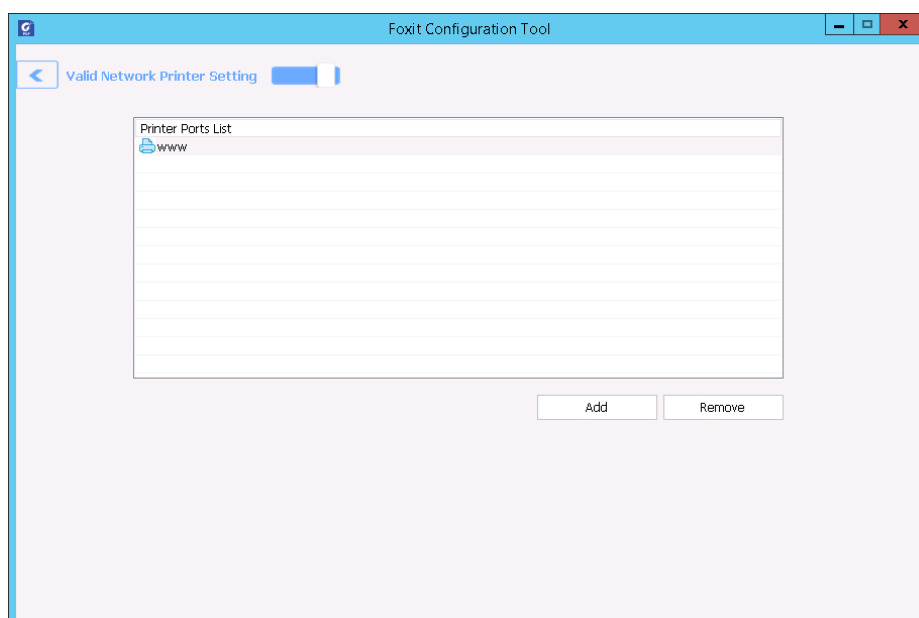 Foxit Configuration Tool
Valid Network Printer Setting
Printer Ports List
www
Add
Remove